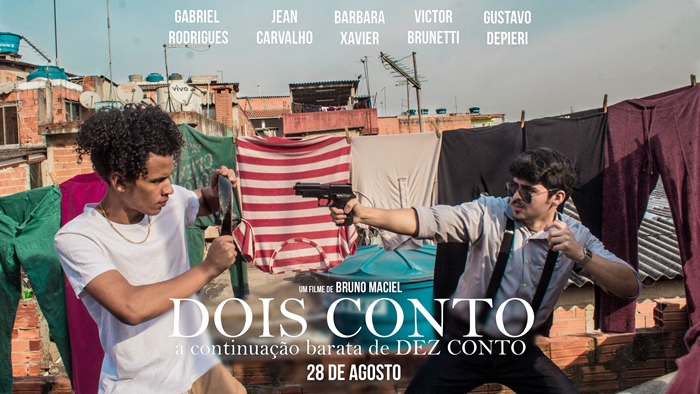 GABRIEL RODRIGUES
JEAN CARVALHO
BARBARA XAVIER
VICTOR BRUNETTI
GUSTAVO DEPIERI
vivo
UM FILME DE BRUNO MACIEL
DOIS CONTO
a continuação barata de DEZ CONTO
28 DE AGOSTO